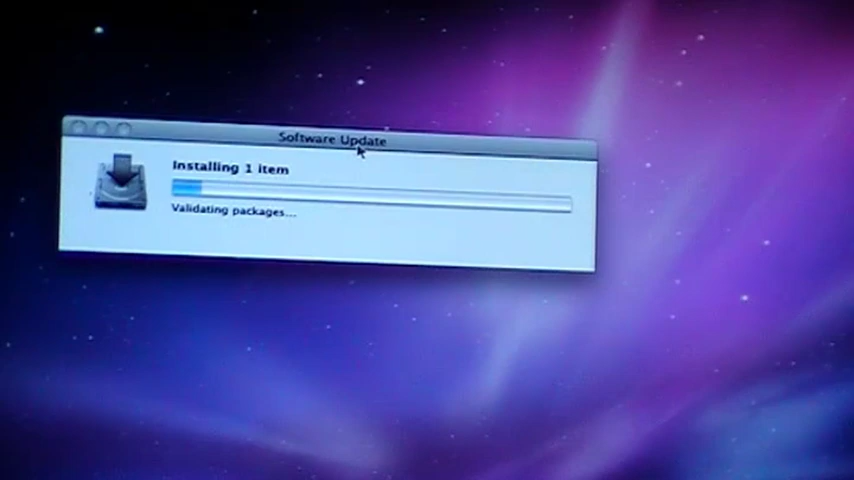 Software Update
Installing 1 item
Validating packages...